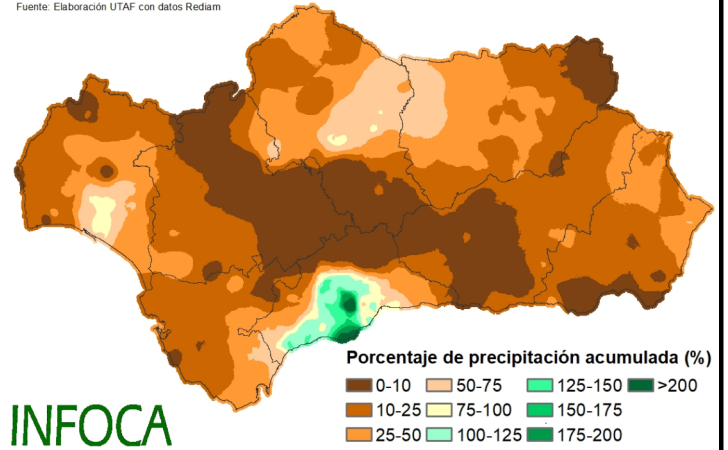 Fuente: Elaboración UTAF con datos Rediam
Porcentaje de precipitación acumulada (%)
0-10 50-75 125-150 >200
10-25 75-100 150-175
25-50 100-125 175-200
INFOCA